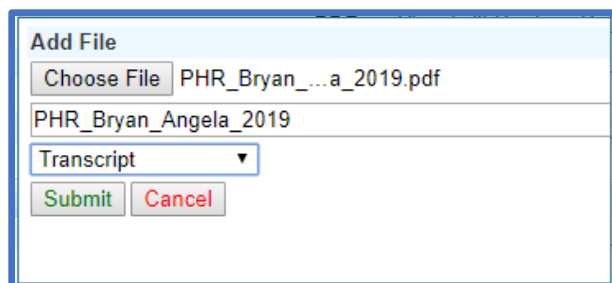 Add File
Choose File PHR_Bryan_...a_2019.pdf
PHR_Bryan_Angela_2019
Transcript
Submit Cancel